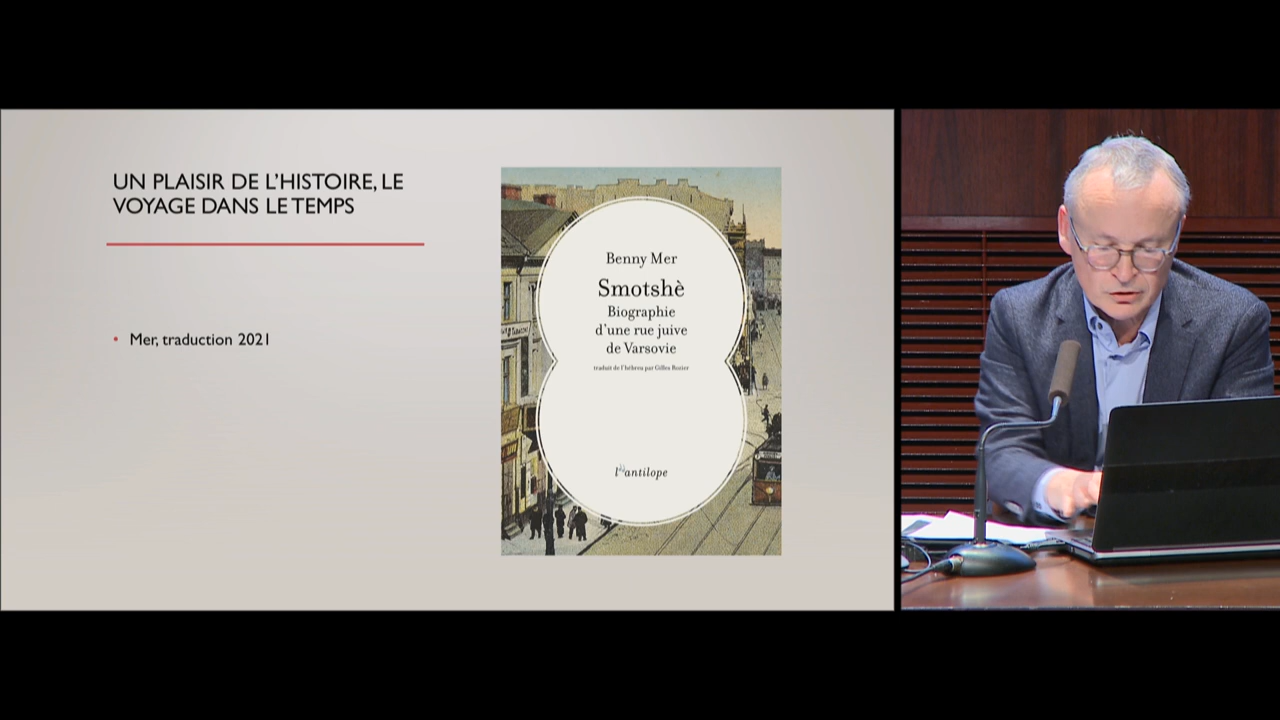 UN PLAISIR DE L'HISTOIRE, LE
VOYAGE DANS LE TEMPS
• Mer, traduction 2021
Benny Mer
Smotshè
Biographie
d'une rue juive
de Varsovie
traduit de l'hébreu par Gilles Rozier
l'antilope